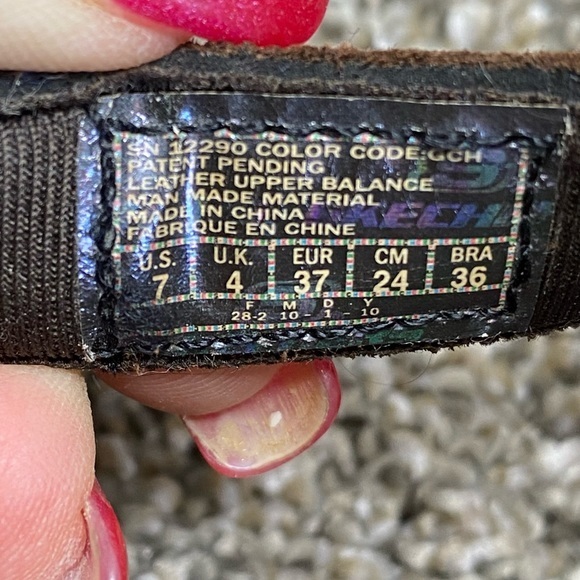 SN 12290 COLOR CODE:GCH
PATENT PENDING
LEATHER UPPER BALANCE
MAN MADE MATERIAL
MADE IN CHINA
FABRIQUE EN CHINE
U.S. U.K. EUR CM BRA
7 4 37 24 36
F M D Y
28-2 10 - 1 - 10